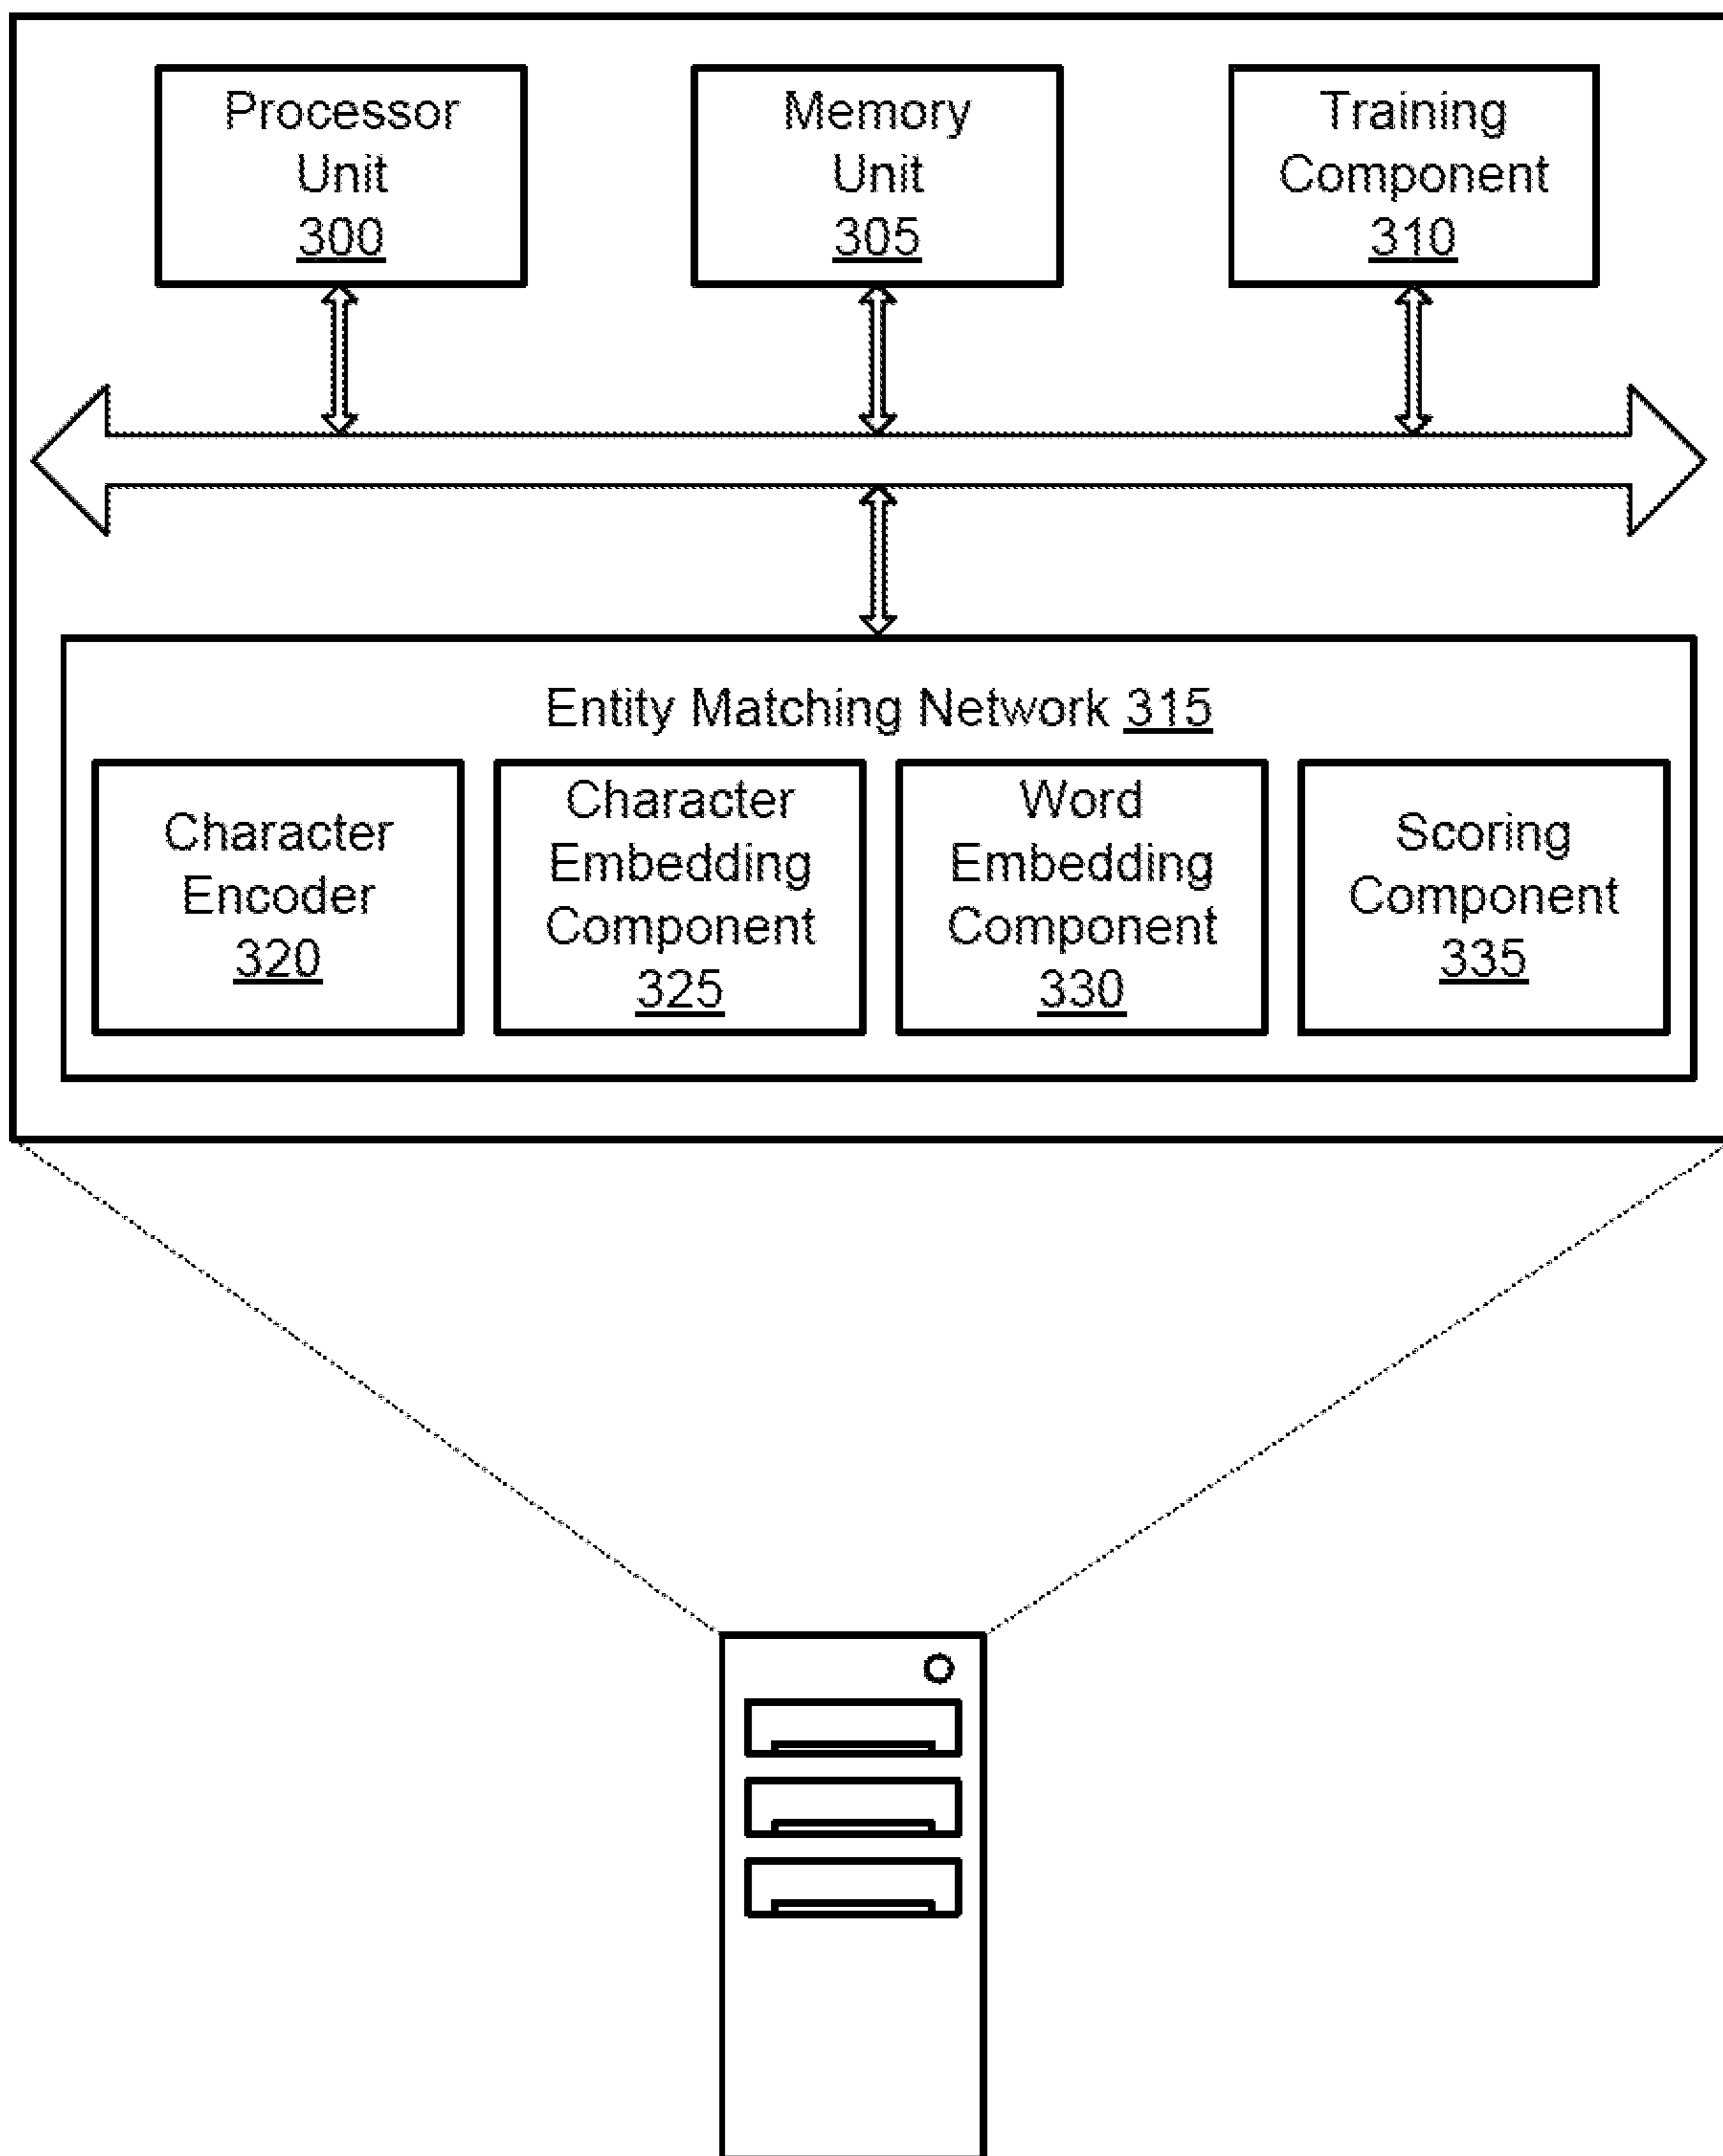 Processor
Unit
300
Memory
Unit
305
Training
Component
310
Entity Matching Network 315
Character
Encoder
320
Character
Embedding
Component
325
Word
Embedding
Component
330
Scoring
Component
335